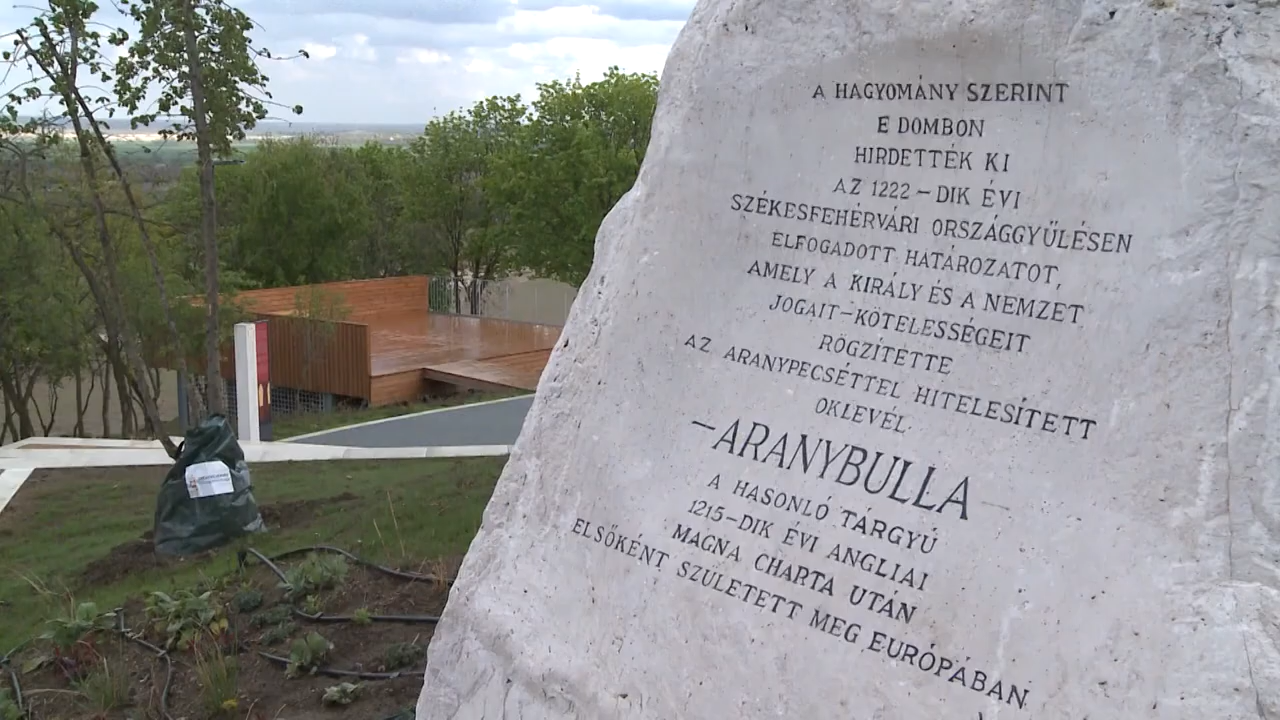 A HAGYOMÁNY SZERINT
E DOMBON
HIRDETTÉK KI
AZ 1222-DIK ÉVI
SZÉKESFEHÉRVÁRI ORSZÁGGYŰLÉSEN
ELFOGADOTT HATÁROZATOT,
AMELY A KIRÁLY ÉS A NEMZET
JOGAIT-KÖTELESSÉGEIT
RÖGZÍTETTE
AZ ARANYPECSÉTTEL HITELESÍTETT
OKLEVÉL
-ARANYBULLA-
A HASONLÓ TÁRGYÚ
1215-DIK ÉVI ANGLIAI
MAGNA CHARTA UTÁN
ELSŐKÉNT SZÜLETETT MEG EURÓPÁBAN